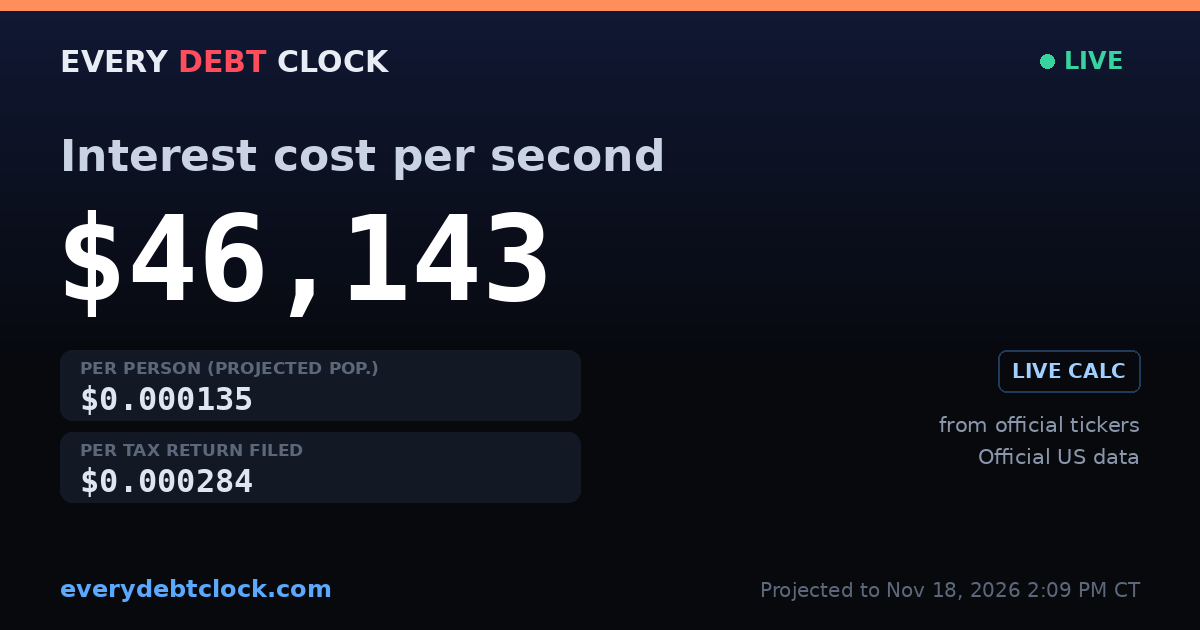 EVERY DEBT CLOCK
LIVE
Interest cost per second
$46,143
PER PERSON (PROJECTED POP.)
$0.000135
PER TAX RETURN FILED
$0.000284
LIVE CALC
from official tickers
Official US data
everydebtclock.com
Projected to Nov 18, 2026 2:09 PM CT